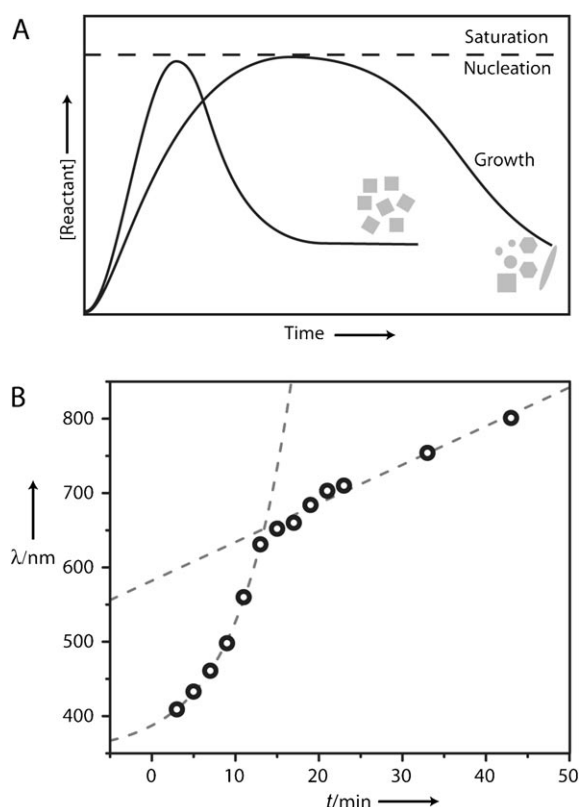 A
Saturation
Nucleation
[Reactant]
Growth
Time
B
800
700
λ/nm
600
500
400
0 10 20 30 40 50
t/min